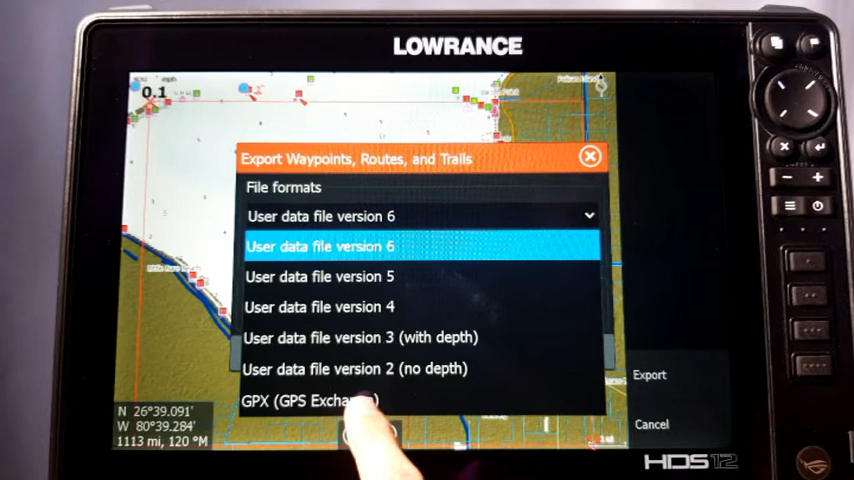 LOWRANCE
mph
0.1
Export Waypoints, Routes, and Trails
File formats
User data file version 6
User data file version 6
User data file version 5
User data file version 4
User data file version 3 (with depth)
User data file version 2 (no depth)
GPX (GPS Exchan )
Export
Cancel
N 26°39.091'
W 80°39.284'
1113 mi, 120 °M
HDS12